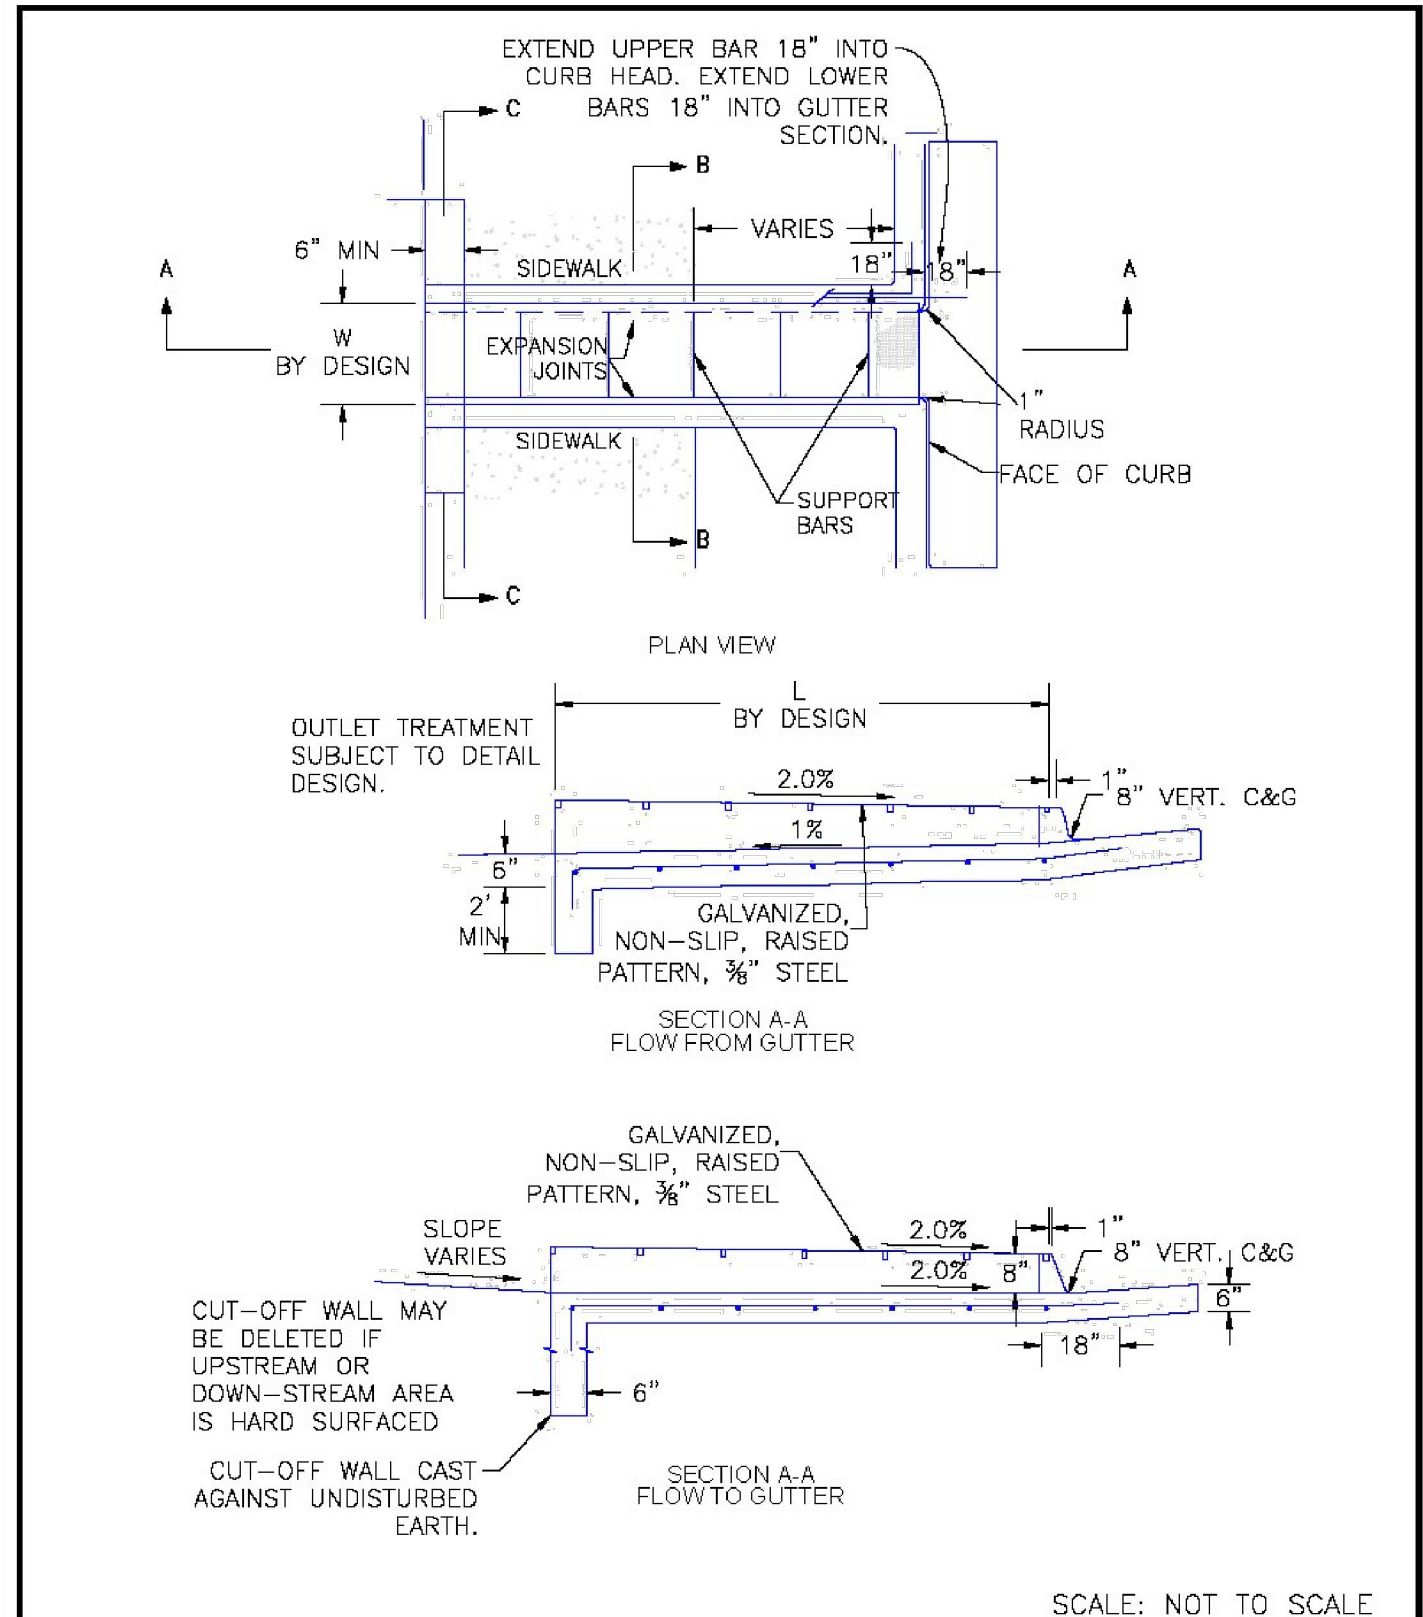 EXTEND UPPER BAR 18" INTO
CURB HEAD. EXTEND LOWER
BARS 18" INTO GUTTER
SECTION.
C
B
VARIES
6" MIN
18"
18"
SIDEWALK
A
A
W
BY DESIGN
EXPANSION
JOINTS
1"
RADIUS
SIDEWALK
FACE OF CURB
SUPPORT
BARS
B
C
PLAN VIEW
L
BY DESIGN
OUTLET TREATMENT
SUBJECT TO DETAIL
DESIGN.
2.0%
1"
8" VERT. C&G
1%
6"
2'
MIN
GALVANIZED,
NON-SLIP, RAISED
PATTERN, 3/8" STEEL
SECTION A-A
FLOW FROM GUTTER
GALVANIZED,
NON-SLIP, RAISED
PATTERN, 3/8" STEEL
SLOPE
VARIES
2.0%
1"
8" VERT. C&G
2.0%
8"
6"
CUT-OFF WALL MAY
BE DELETED IF
UPSTREAM OR
DOWN-STREAM AREA
IS HARD SURFACED
18"
6"
CUT-OFF WALL CAST
AGAINST UNDISTURBED
EARTH.
SECTION A-A
FLOW TO GUTTER
SCALE: NOT TO SCALE